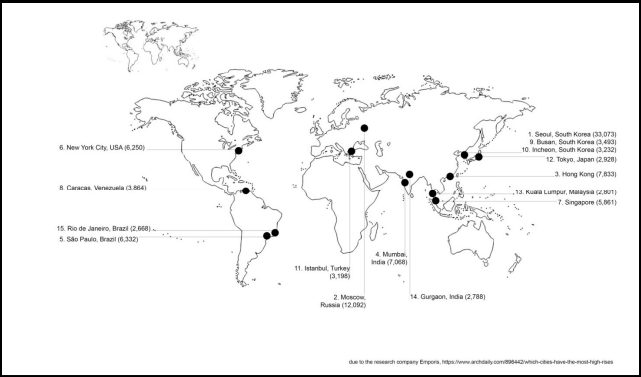 1. Seoul, South Korea (33,073)
9. Busan, South Korea (3,493)
10. Incheon, South Korea (3,232)
12. Tokyo, Japan (2,928)
3. Hong Kong (7,833)
13. Kuala Lumpur, Malaysia (2,801)
7. Singapore (5,861)
6. New York City, USA (6,250)
8. Caracas. Venezuela (3.864)
15. Rio de Janeiro, Brazil (2,668)
5. São Paulo, Brazil (6,332)
4. Mumbai,
India (7,068)
11. Istanbul, Turkey
(3,198)
2. Moscow,
Russia (12,092)
14. Gurgaon, India (2,788)
due to the research company Emporis, https://www.archdaily.com/896442/which-cities-have-the-most-high-rises